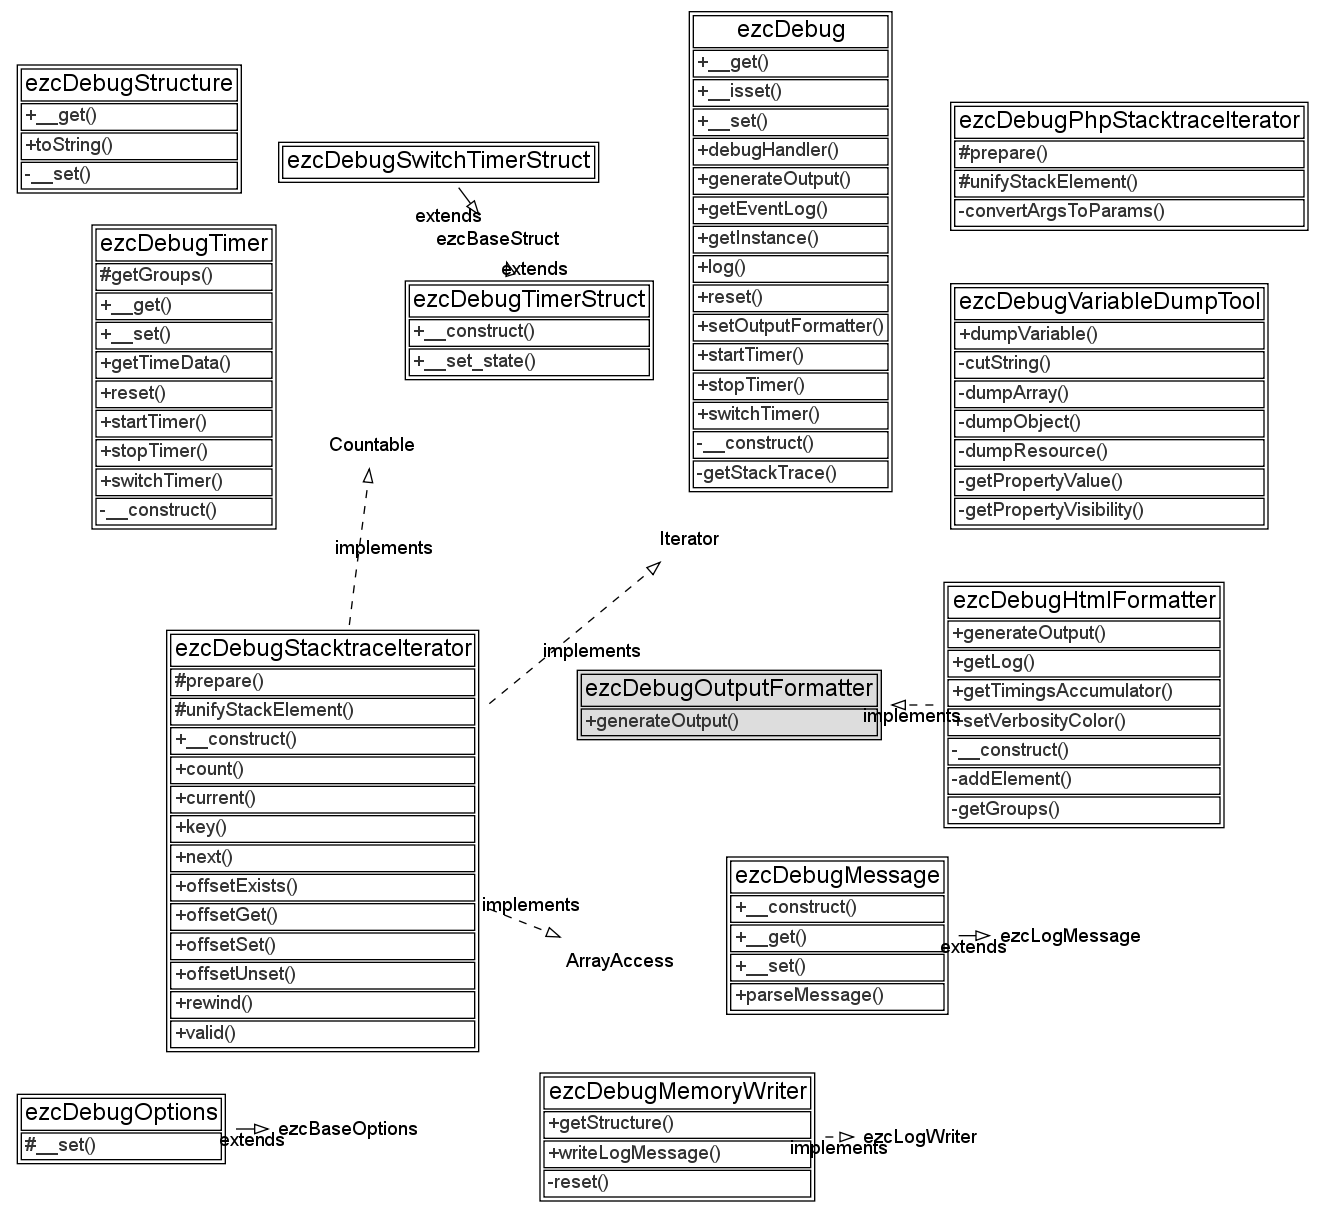 ezcDebugStructure
+__get()
+toString()
-__set()
ezcDebugSwitchTimerStruct
extends
ezcBaseStruct
extends
ezcDebugTimerStruct
+__construct()
+__set_state()
ezcDebug
+__get()
+__isset()
+__set()
+debugHandler()
+generateOutput()
+getEventLog()
+getInstance()
+log()
+reset()
+setOutputFormatter()
+startTimer()
+stopTimer()
+switchTimer()
-__construct()
-getStackTrace()
ezcDebugPhpStacktraceIterator
#prepare()
#unifyStackElement()
-convertArgsToParams()
ezcDebugTimer
#getGroups()
+__get()
+__set()
+getTimeData()
+reset()
+startTimer()
+stopTimer()
+switchTimer()
-__construct()
ezcDebugVariableDumpTool
+dumpVariable()
-cutString()
-dumpArray()
-dumpObject()
-dumpResource()
-getPropertyValue()
-getPropertyVisibility()
Countable
implements
Iterator
implements
ezcDebugStacktraceIterator
#prepare()
#unifyStackElement()
+__construct()
+count()
+current()
+key()
+next()
+offsetExists()
+offsetGet()
+offsetSet()
+offsetUnset()
+rewind()
+valid()
implements
ArrayAccess
ezcDebugOutputFormatter
+generateOutput()
implements
ezcDebugHtmlFormatter
+generateOutput()
+getLog()
+getTimingsAccumulator()
+setVerbosityColor()
-__construct()
-addElement()
-getGroups()
ezcDebugMessage
+__construct()
+__get()
+__set()
+parseMessage()
extends
ezcLogMessage
ezcDebugOptions
#__set()
extends
ezcBaseOptions
ezcDebugMemoryWriter
+getStructure()
+writeLogMessage()
-reset()
implements
ezcLogWriter